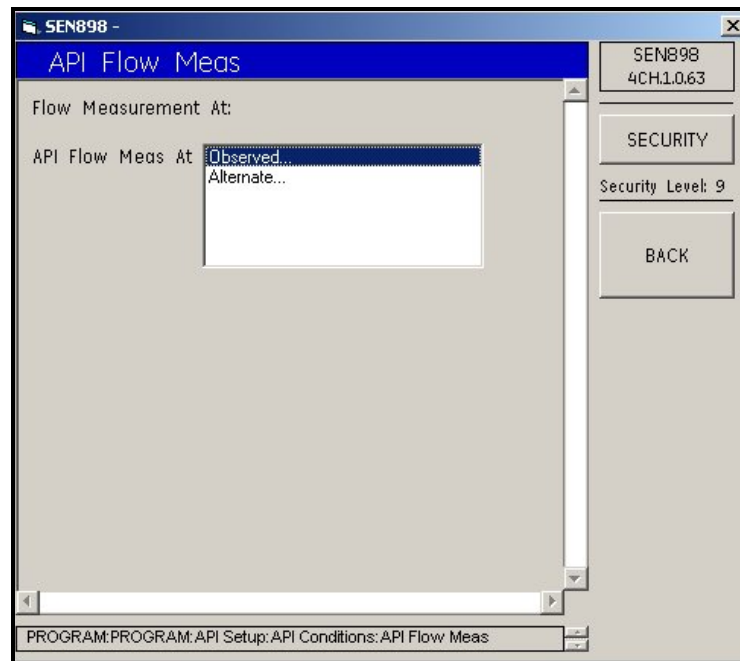 SEN898 -
API Flow Meas
Flow Measurement At:
API Flow Meas At
Observed...
Alternate...
SEN898
4CH.1.0.63
SECURITY
Security Level: 9
BACK
PROGRAM:PROGRAM:API Setup:API Conditions:API Flow Meas